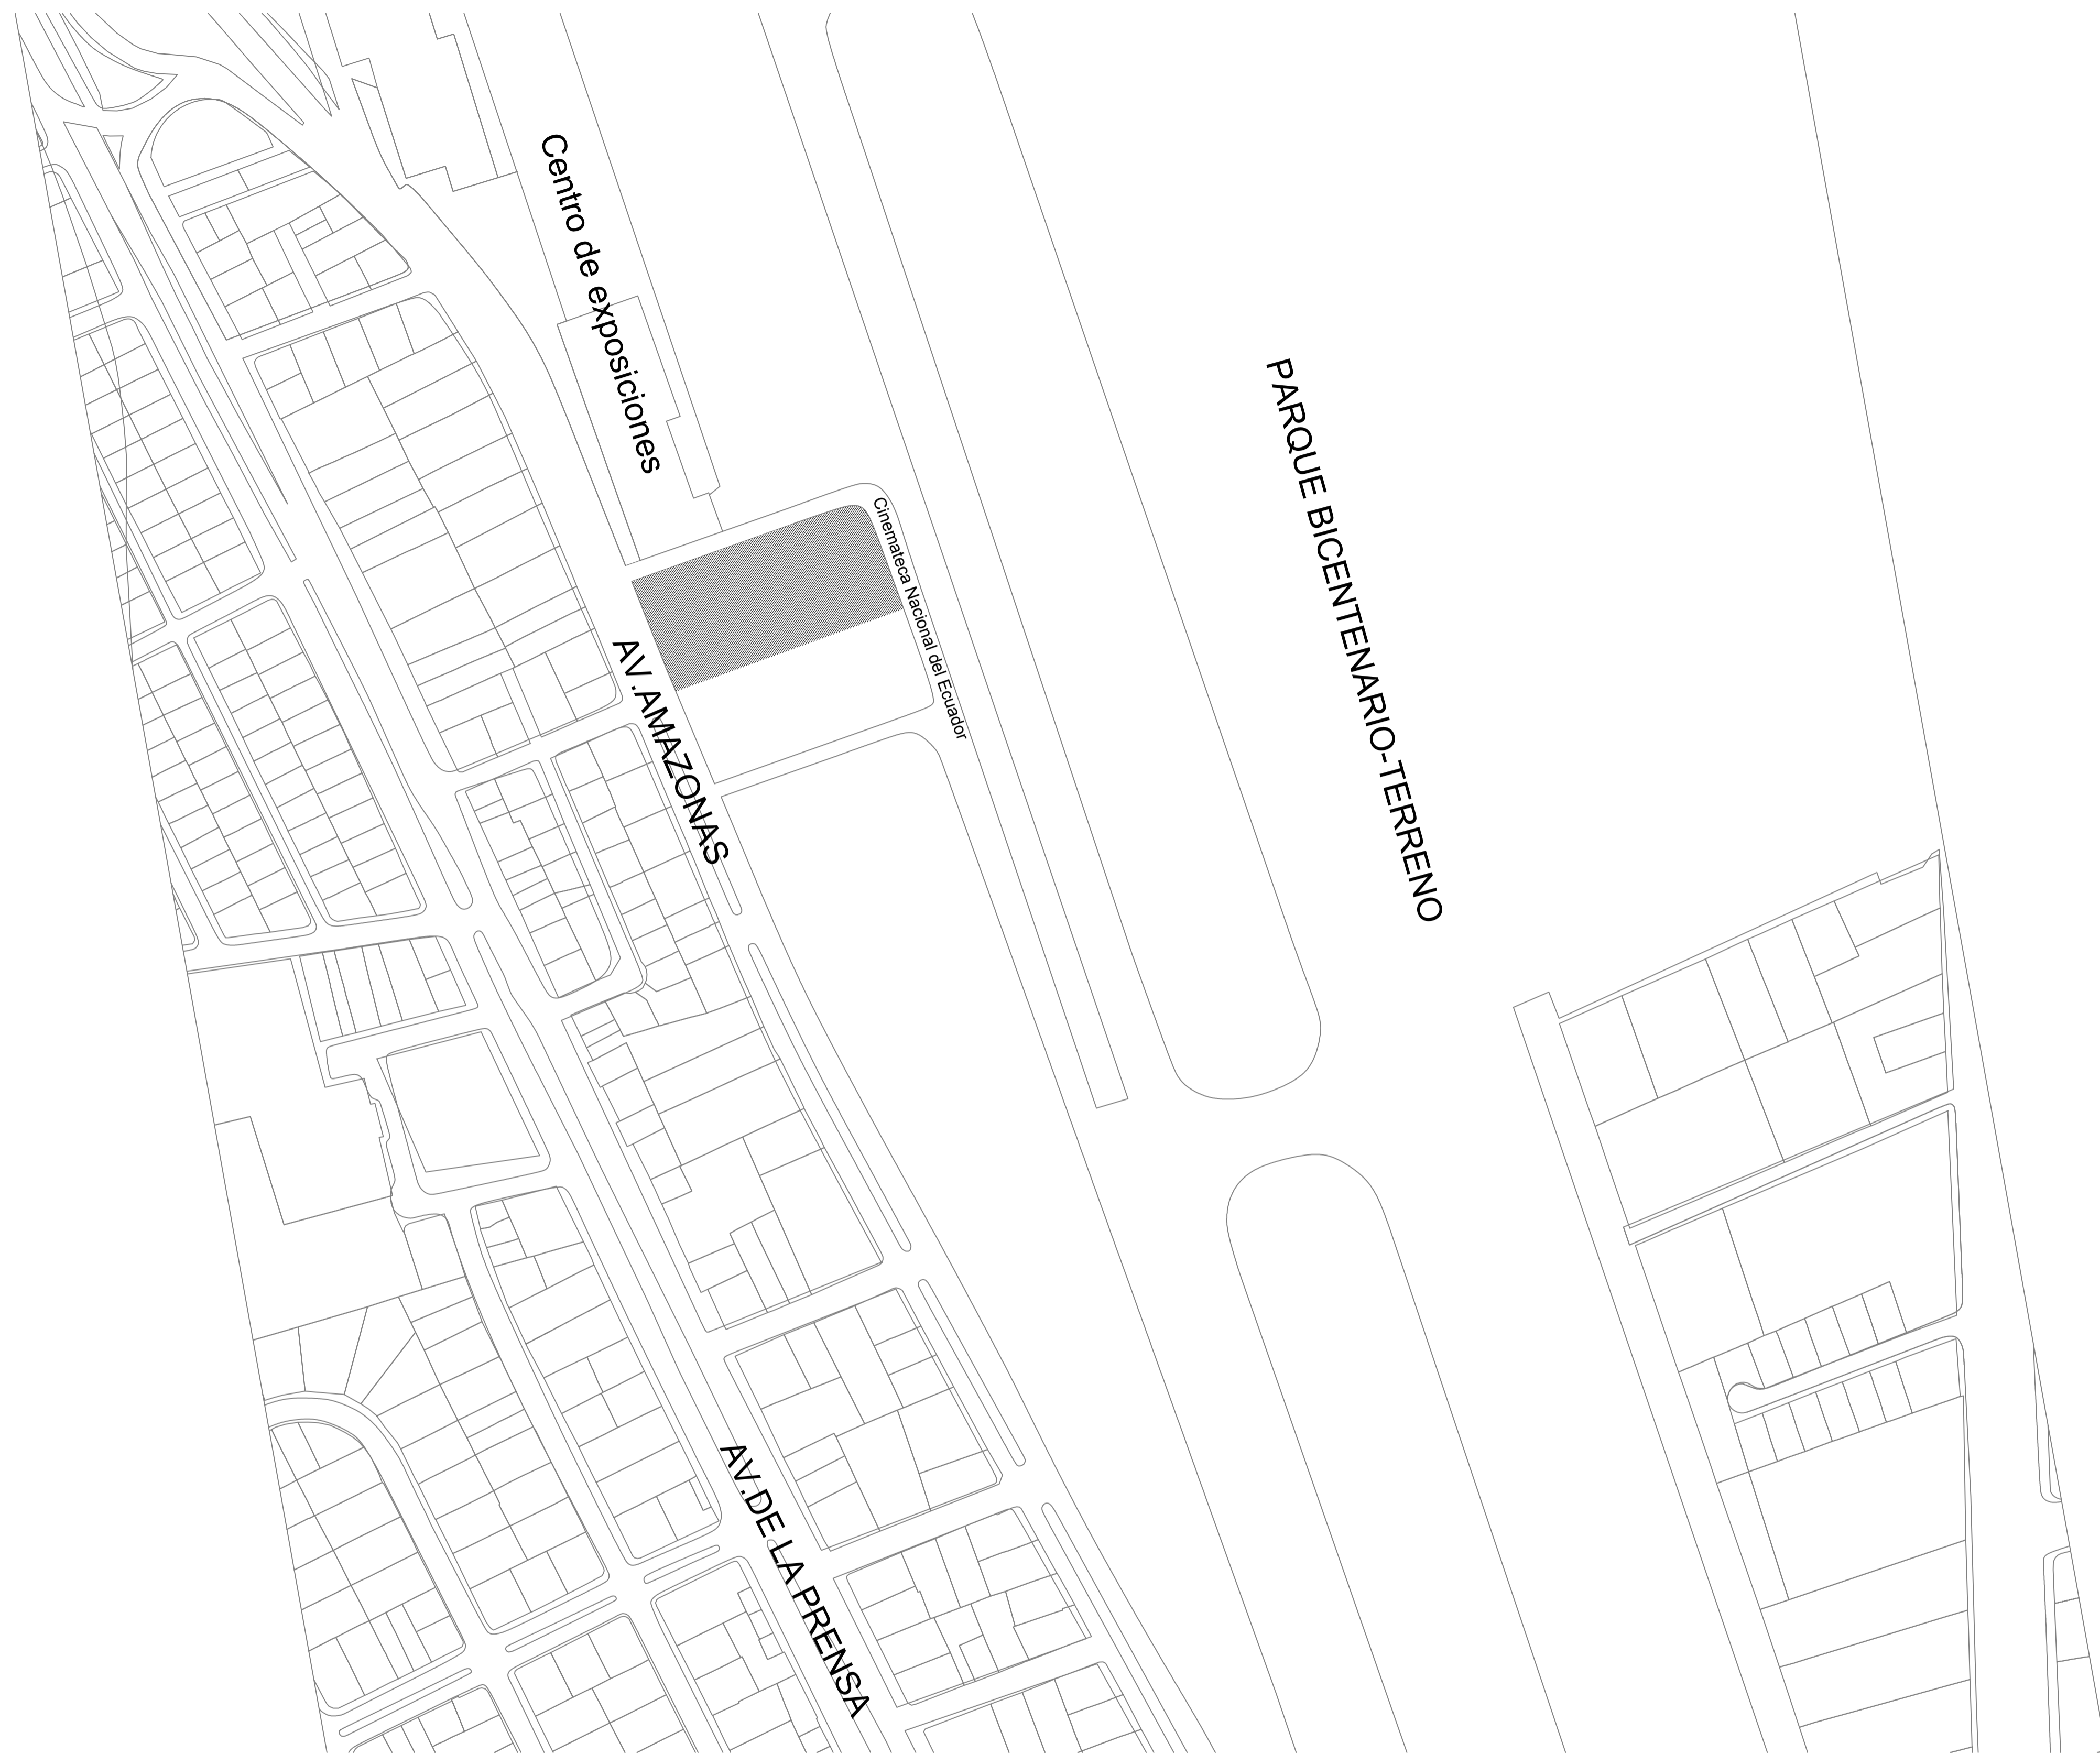 Centro de exposiciones
PARQUE BICENTENARIO-TERRENO
Cinemateca Nacional del Ecuador
AV.AMAZONAS
AV.DE LA PRENSA